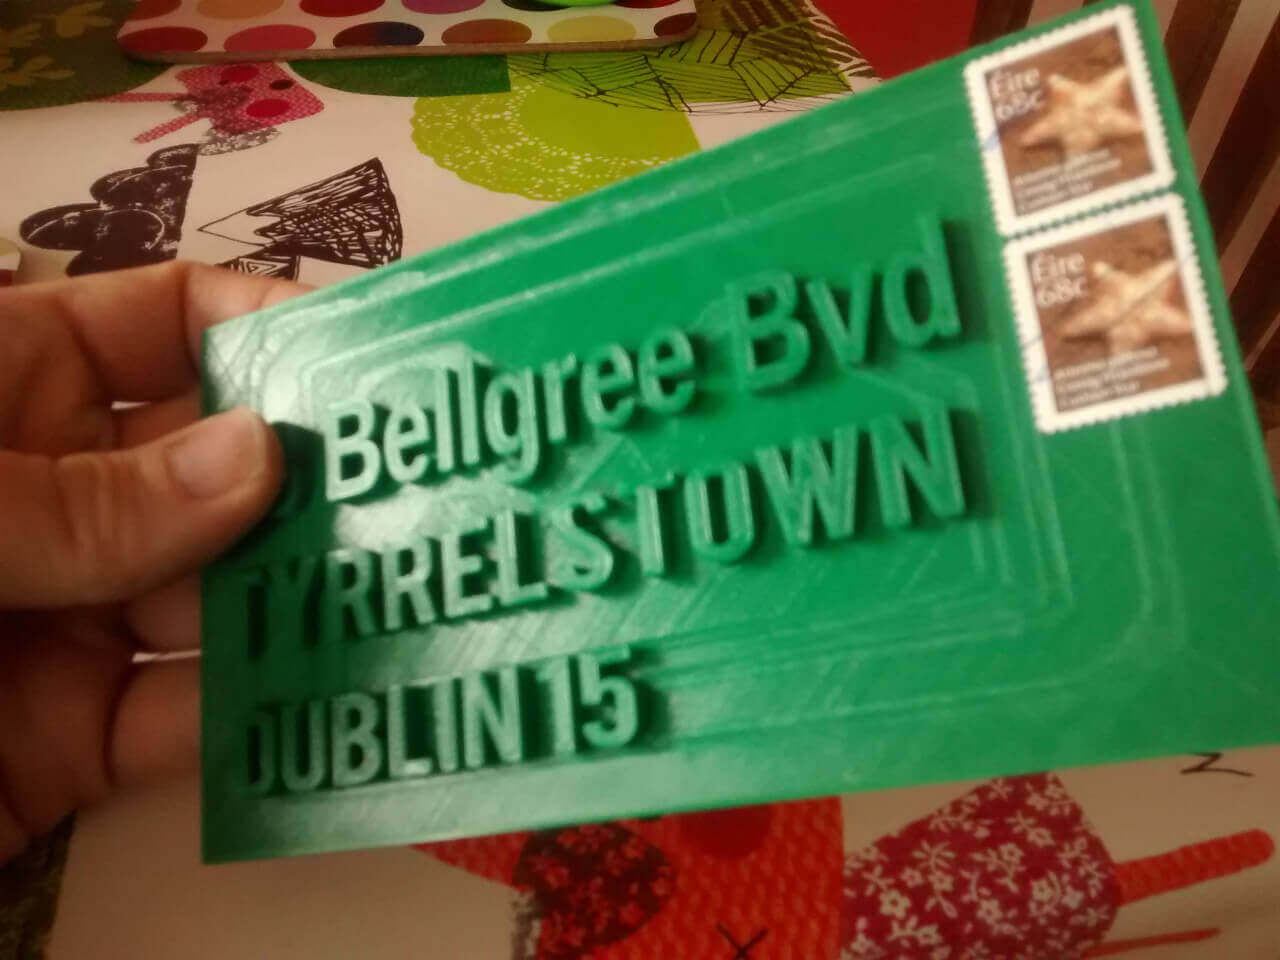 Éire
68c
Éire
68c
Bellgree Bvd
TYRRELSTOWN
DUBLIN 15